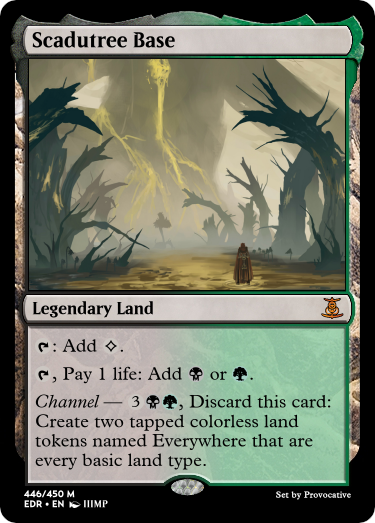 Scadutree Base
Legendary Land
: Add .
, Pay 1 life: Add or .
Channel — 3, Discard this card:
Create two tapped colorless land
tokens named Everywhere that are
every basic land type.
446/450 M
EDR • EN IIIMP
Set by Provocative